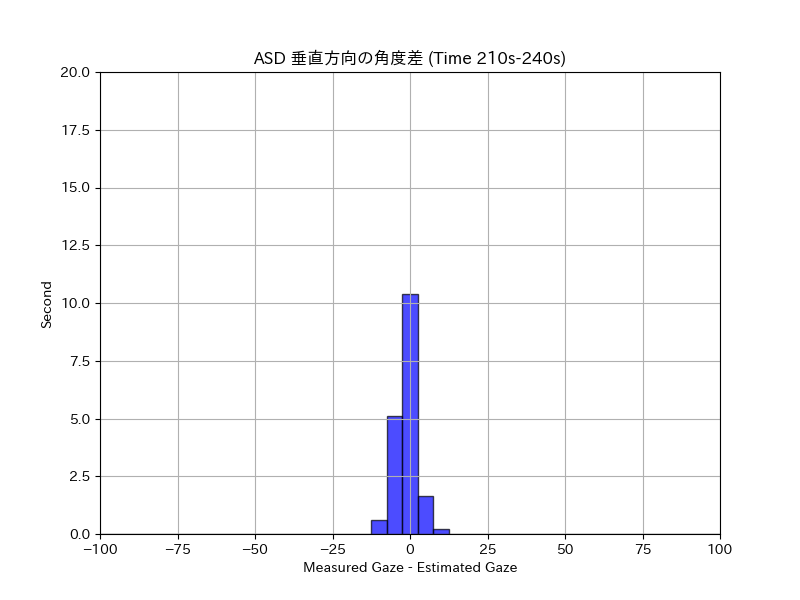 ASD 垂直方向の角度差 (Time 210s-240s)
20.0
17.5
15.0
12.5
10.0
7.5
5.0
2.5
0.0
Second
−100 −75 −50 −25 0 25 50 75 100
Measured Gaze - Estimated Gaze